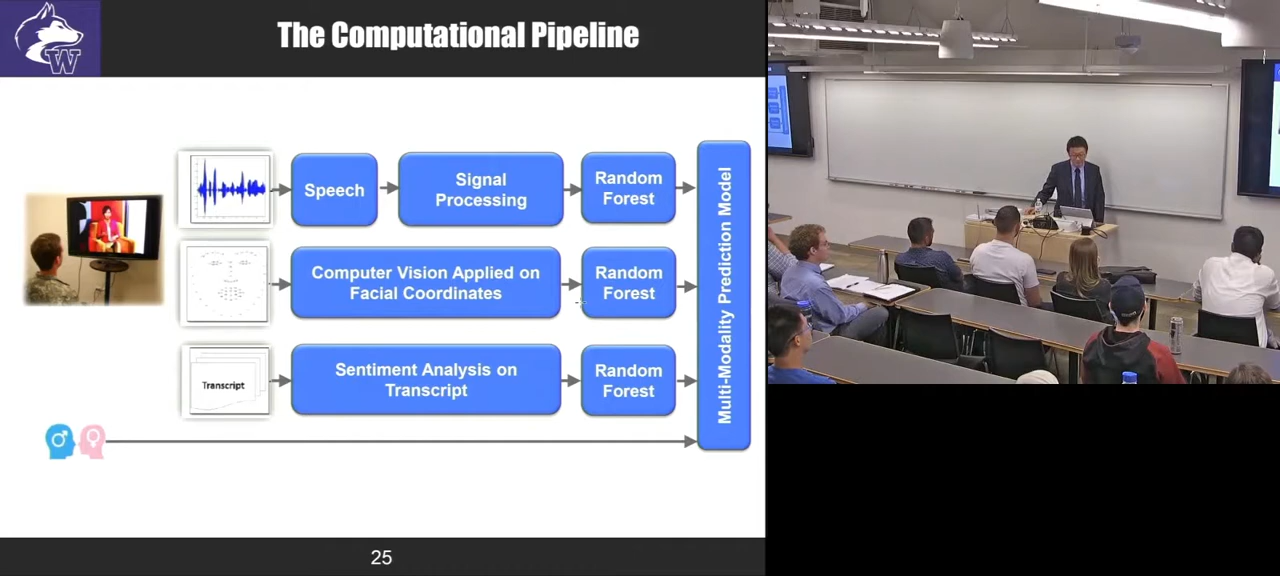 W
The Computational Pipeline
Speech
Signal
Processing
Random
Forest
Computer Vision Applied on
Facial Coordinates
Random
Forest
Transcript
Sentiment Analysis on
Transcript
Random
Forest
Multi-Modality Prediction Model
25